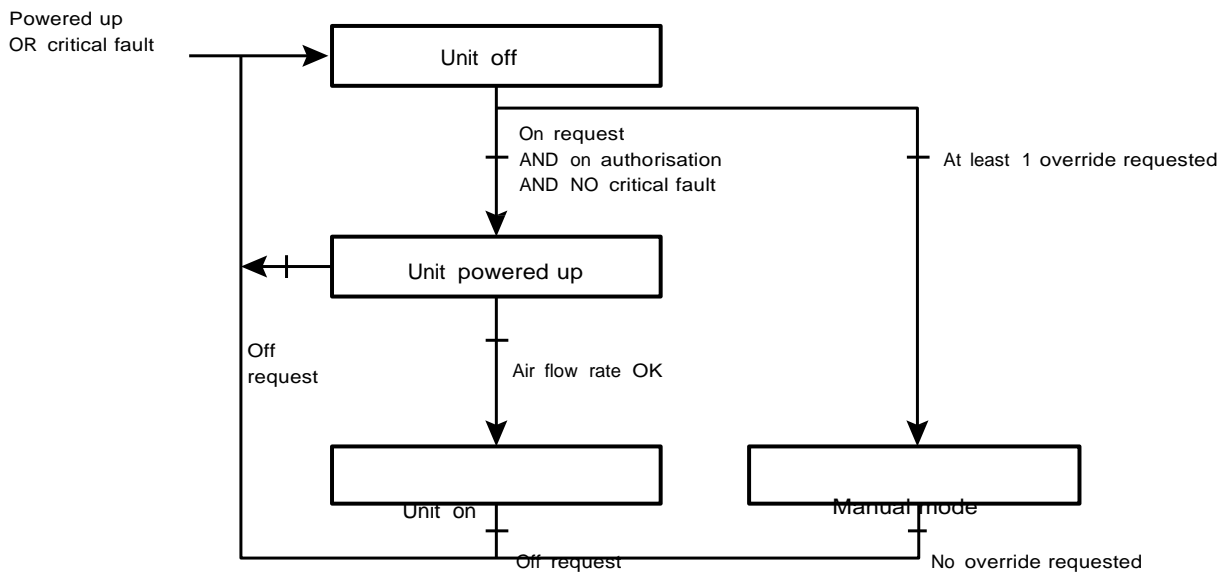 Powered up
OR critical fault
Unit off
On request
AND on authorisation
AND NO critical fault
At least 1 override requested
Unit powered up
Off
request
Air flow rate OK
Unit on
Manual mode
Off request
No override requested